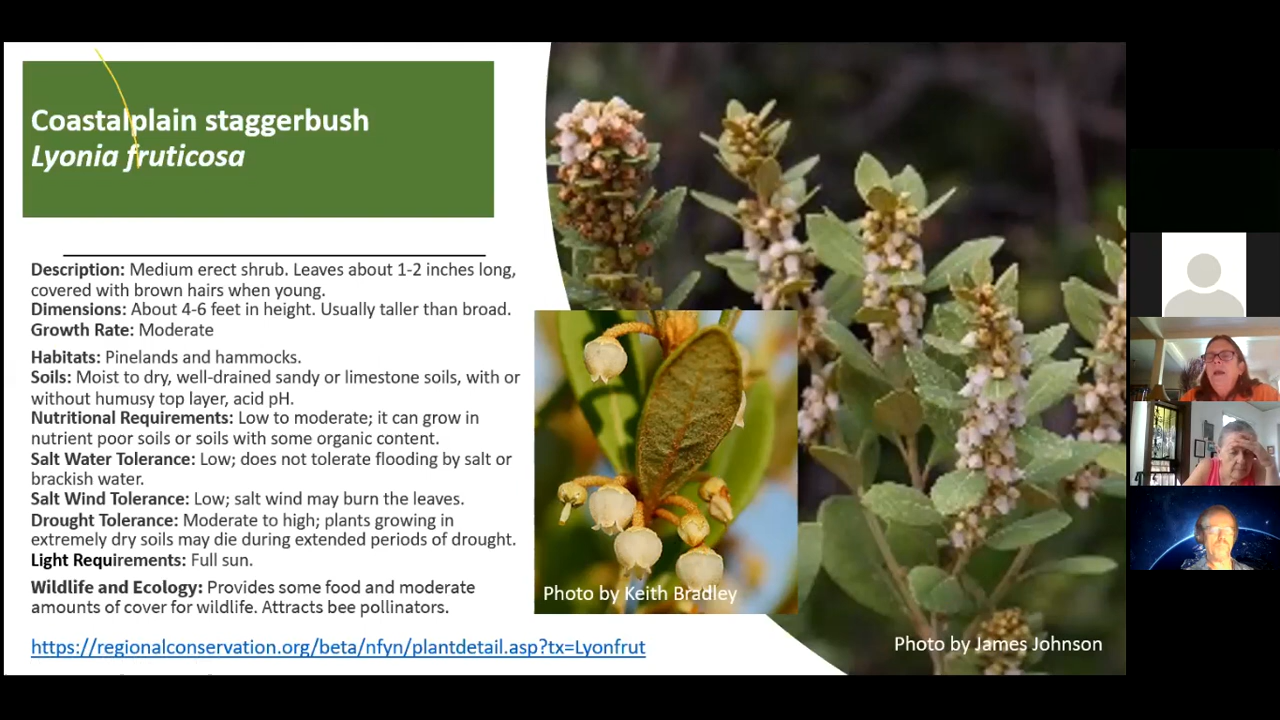 Coastalplain staggerbush
Lyonia fruticosa
Description: Medium erect shrub. Leaves about 1-2 inches long,
covered with brown hairs when young.
Dimensions: About 4-6 feet in height. Usually taller than broad.
Growth Rate: Moderate
Habitats: Pinelands and hammocks.
Soils: Moist to dry, well-drained sandy or limestone soils, with or
without humusy top layer, acid pH.
Nutritional Requirements: Low to moderate; it can grow in
nutrient poor soils or soils with some organic content.
Salt Water Tolerance: Low; does not tolerate flooding by salt or
brackish water.
Salt Wind Tolerance: Low; salt wind may burn the leaves.
Drought Tolerance: Moderate to high; plants growing in
extremely dry soils may die during extended periods of drought.
Light Requirements: Full sun.
Wildlife and Ecology: Provides some food and moderate
amounts of cover for wildlife. Attracts bee pollinators.
https://regionalconservation.org/beta/nfyn/plantdetail.asp?tx=Lyonfrut
Photo by Keith Bradley
Photo by James Johnson